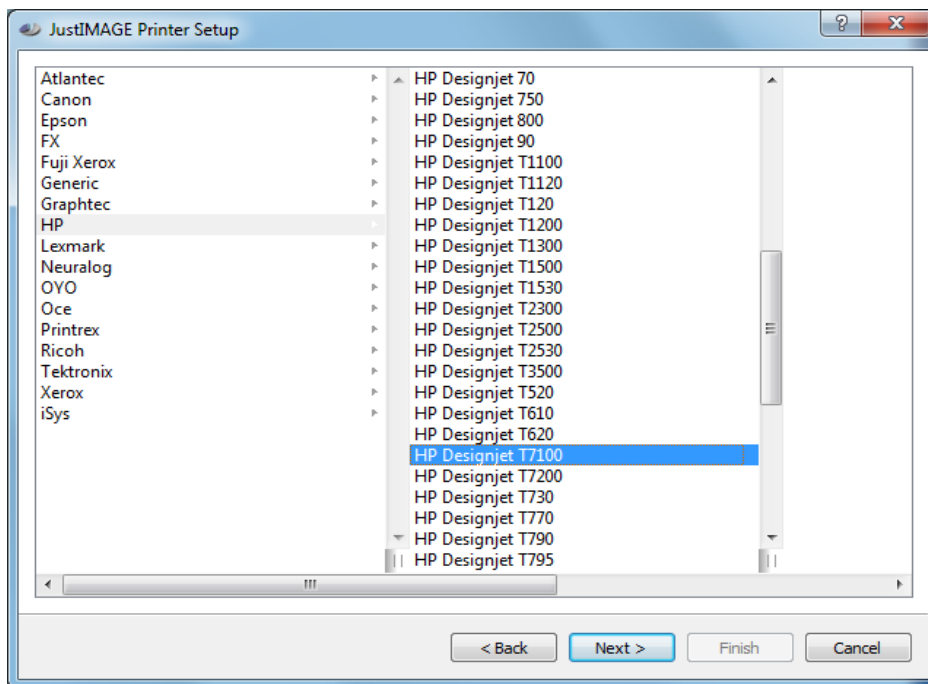 JustIMAGE Printer Setup
Atlantec
Canon
Epson
FX
Fuji Xerox
Generic
Graphtec
HP
Lexmark
Neuralog
OYO
Oce
Printrex
Ricoh
Tektronix
Xerox
iSys
HP Designjet 70
HP Designjet 750
HP Designjet 800
HP Designjet 90
HP Designjet T1100
HP Designjet T1120
HP Designjet T120
HP Designjet T1200
HP Designjet T1300
HP Designjet T1500
HP Designjet T1530
HP Designjet T2300
HP Designjet T2500
HP Designjet T2530
HP Designjet T3500
HP Designjet T520
HP Designjet T610
HP Designjet T620
HP Designjet T7100
HP Designjet T7200
HP Designjet T730
HP Designjet T770
HP Designjet T790
HP Designjet T795
< Back
Next >
Finish
Cancel